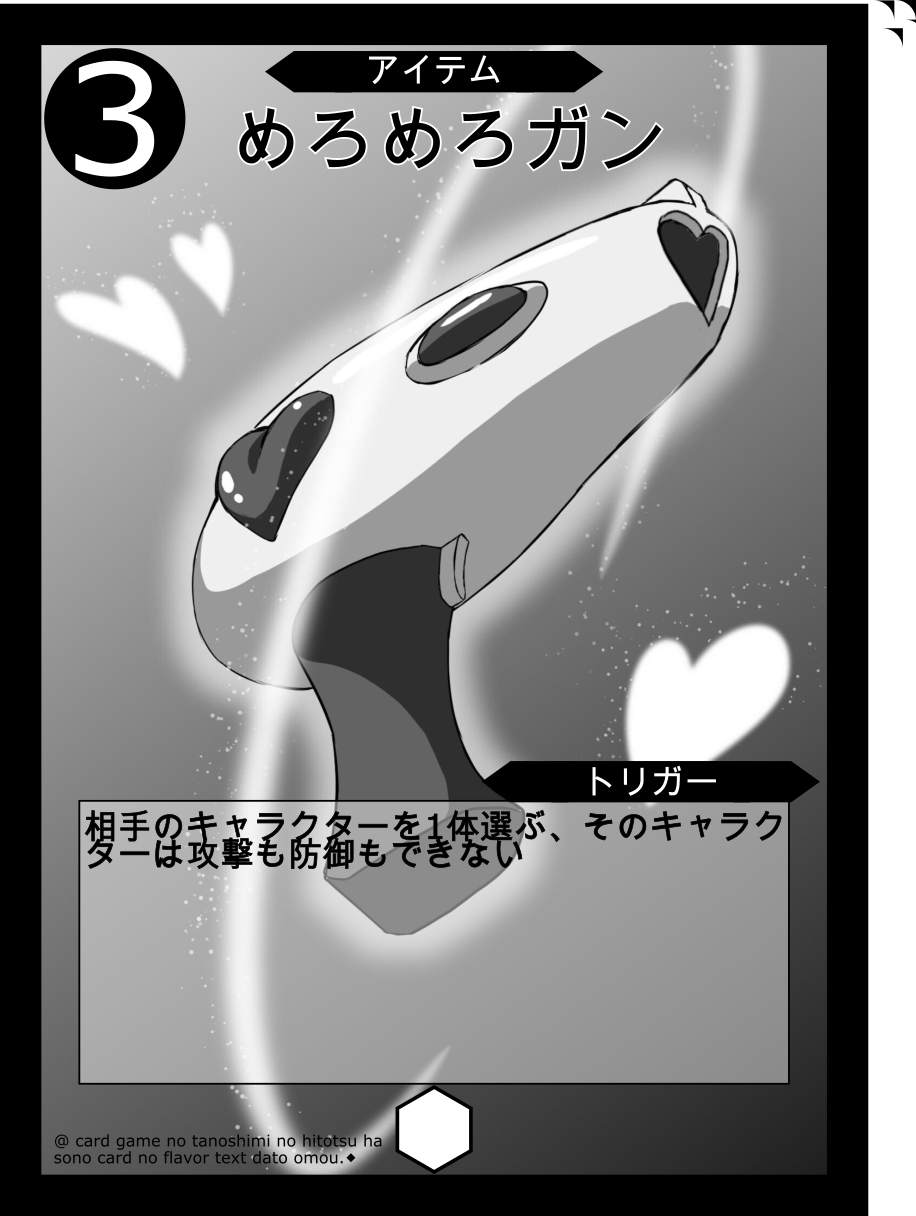 3
アイテム
めろめろガン
トリガー
相手のキャラクターを1体選ぶ、そのキャラク
ターは攻撃も防御もできない
@ card game no tanoshimi no hitotsu ha
sono card no flavor text dato omou.◆